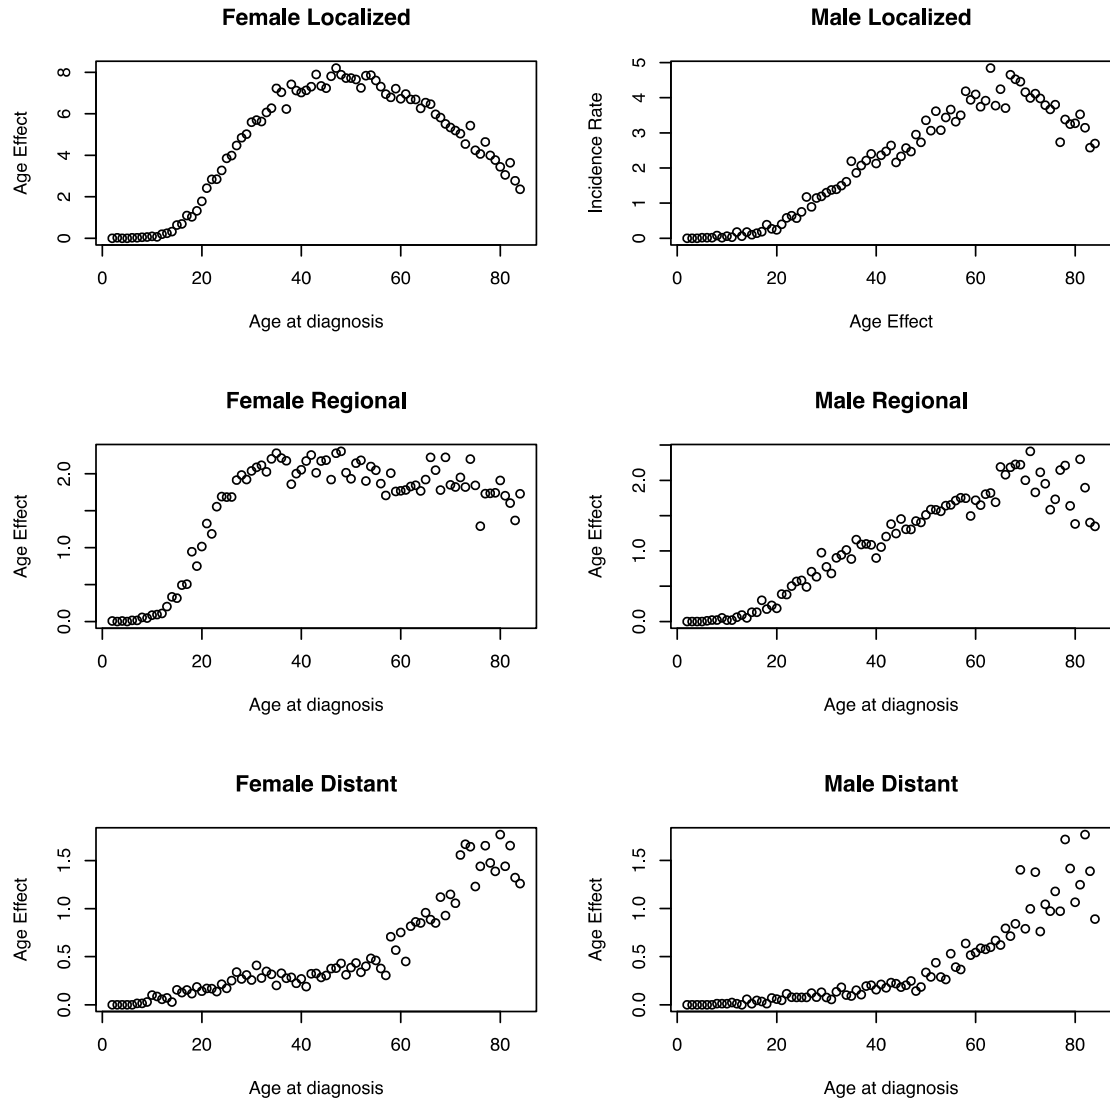 Female Localized
Age Effect
8
6
4
2
0
0 20 40 60 80
Age at diagnosis
Male Localized
Incidence Rate
5
4
3
2
1
0
0 20 40 60 80
Age Effect
Female Regional
Age Effect
2.0
1.0
0.0
0 20 40 60 80
Age at diagnosis
Male Regional
Age Effect
2.0
1.0
0.0
0 20 40 60 80
Age at diagnosis
Female Distant
Age Effect
1.5
1.0
0.5
0.0
0 20 40 60 80
Age at diagnosis
Male Distant
Age Effect
1.5
1.0
0.5
0.0
0 20 40 60 80
Age at diagnosis